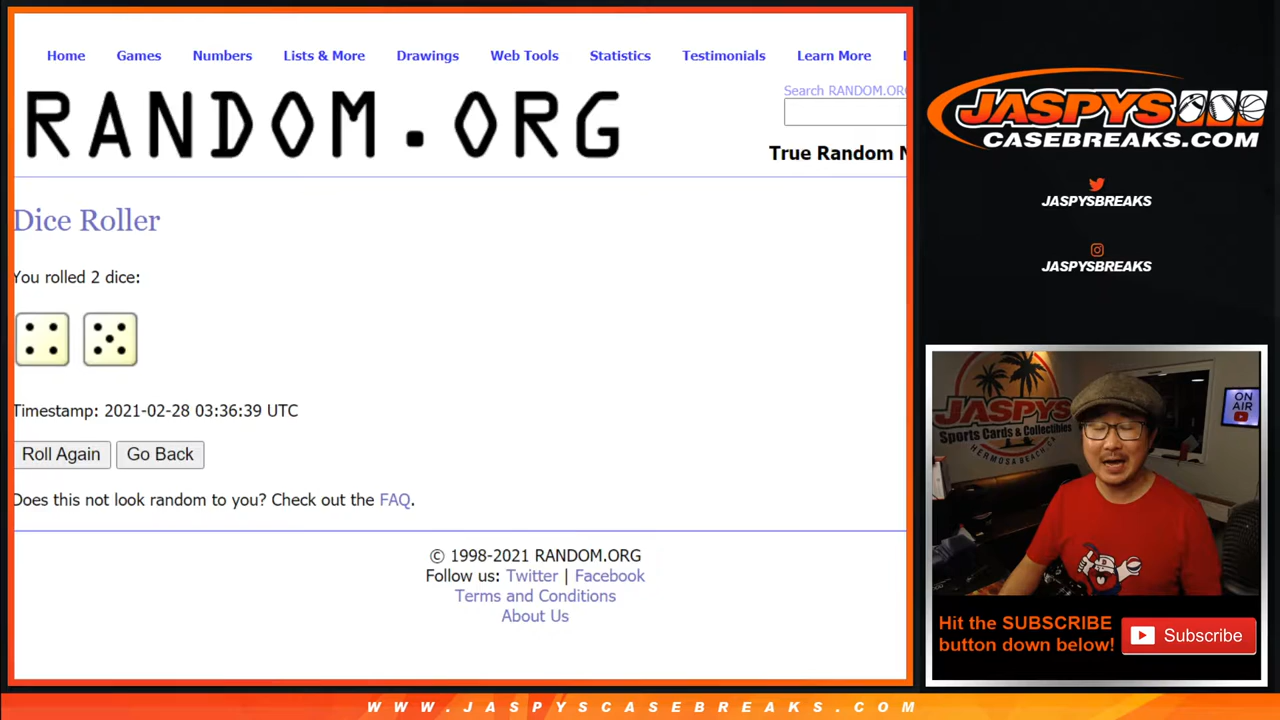 Home Games Numbers Lists & More Drawings Web Tools Statistics Testimonials Learn More
Search RANDOM.ORG
RANDOM.ORG
True Random N
Dice Roller
You rolled 2 dice:
Timestamp: 2021-02-28 03:36:39 UTC
Roll Again Go Back
Does this not look random to you? Check out the FAQ.
© 1998-2021 RANDOM.ORG
Follow us: Twitter | Facebook
Terms and Conditions
About Us
JASPYS
CASEBREAKS.COM
JASPYSBREAKS
JASPYSBREAKS
JASPYS
Sports Cards & Collectibles
HERMOSA BEACH, CA
ON
AIR
Hit the SUBSCRIBE
button down below!
Subscribe
WWW.JASPYSCASEBREAKS.COM